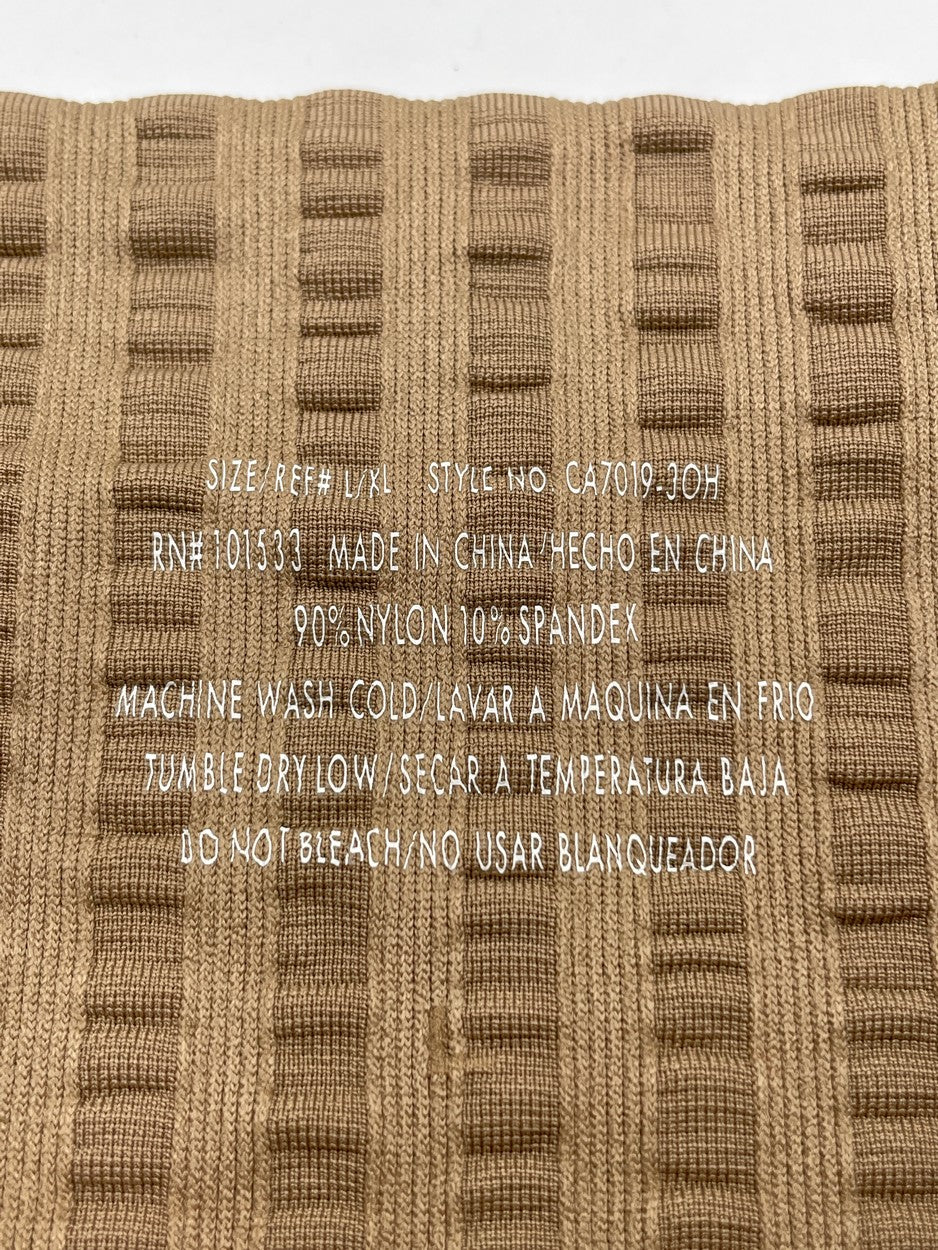 SIZE/REF# L/XL STYLE NO CA7019-3OH
RN# 101533 MADE IN CHINA/HECHO EN CHINA
90% NYLON 10% SPANDEX
MACHINE WASH COLD/LAVAR A MAQUINA EN FRIO
TUMBLE DRY LOW/SECAR A TEMPERATURA BAJA
DO NOT BLEACH/NO USAR BLANQUEADOR